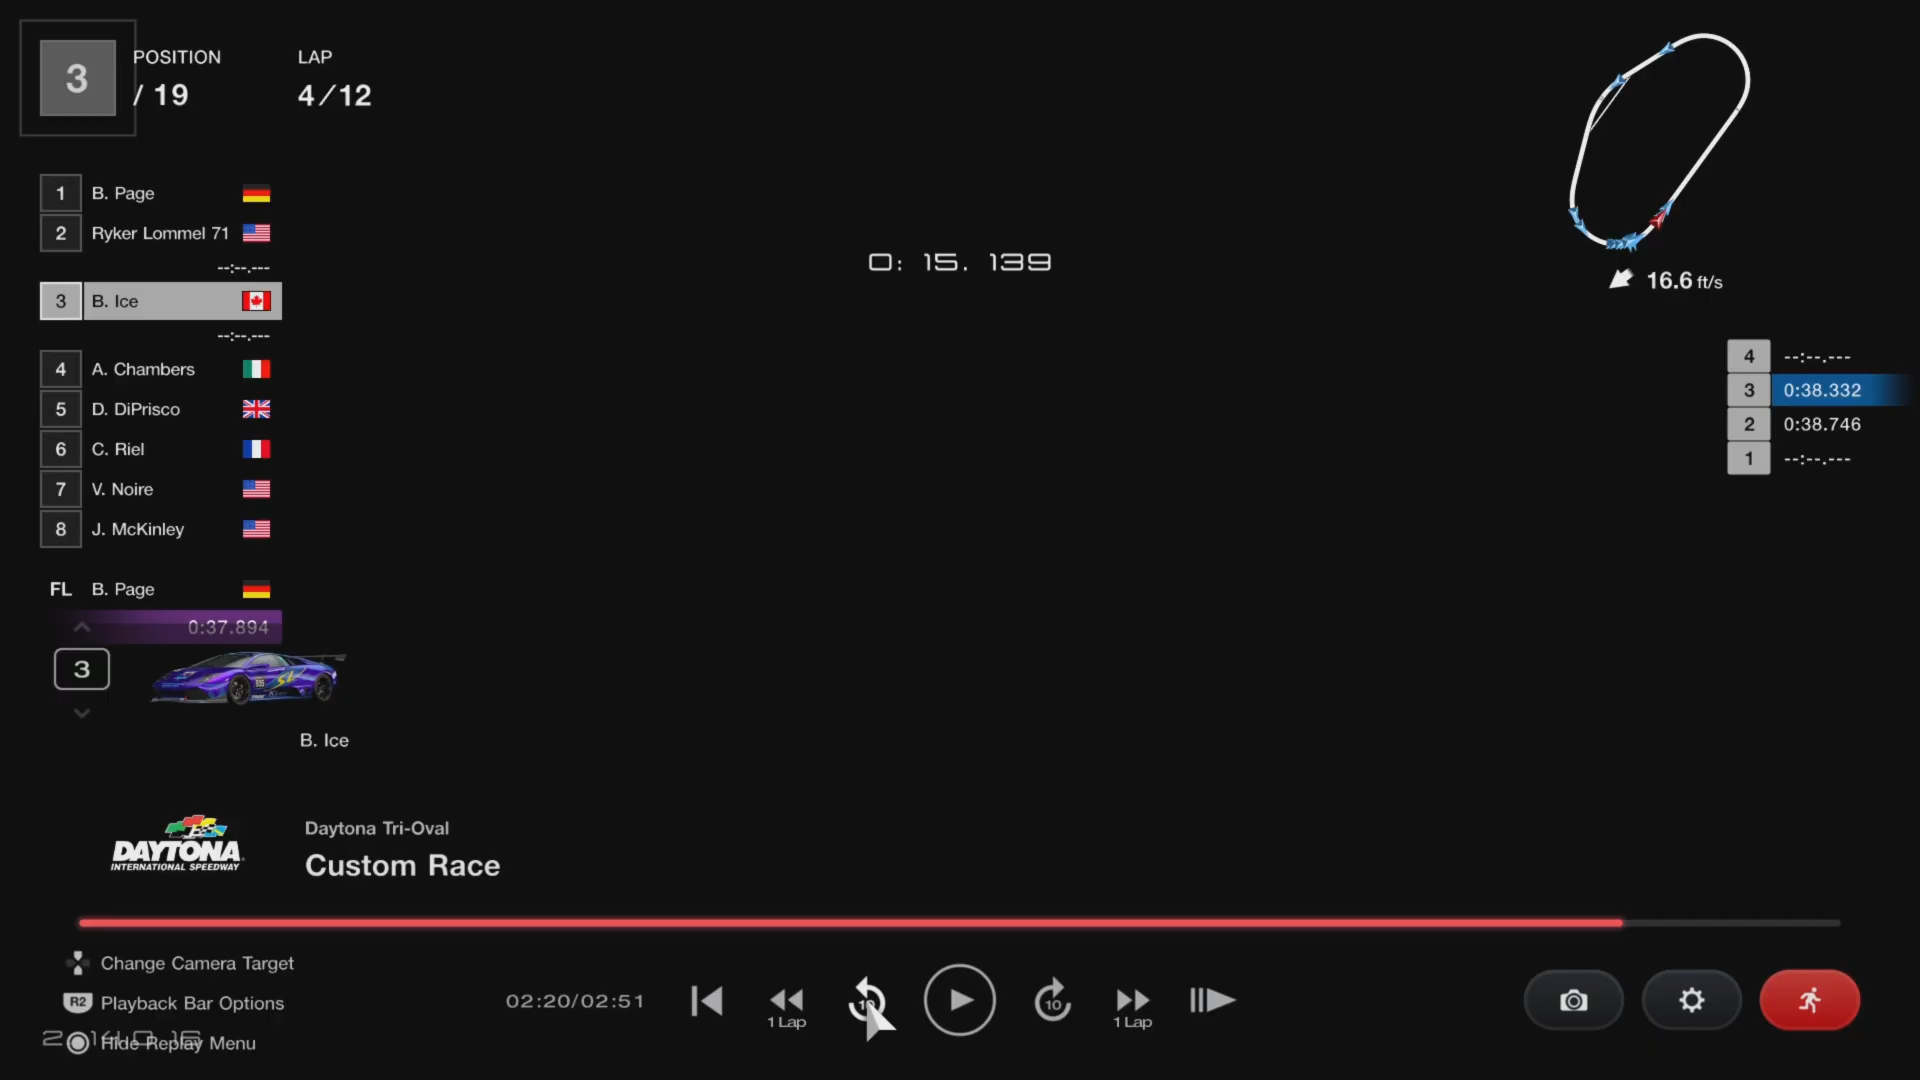 3
POSITION
/ 19
LAP
4/12
1 B. Page
2 Ryker Lommel 71
--:--.---
3 B. Ice
--:--.---
4 A. Chambers
5 D. DiPrisco
6 C. Riel
7 V. Noire
8 J. McKinley
FL B. Page
0:37.894
3
B. Ice
0: 15. 139
16.6 ft/s
4 --:--.---
3 0:38.332
2 0:38.746
1 --:--.---
DAYTONA
INTERNATIONAL SPEEDWAY
Daytona Tri-Oval
Custom Race
Change Camera Target
R2 Playback Bar Options
Hide Replay Menu
02:20/02:51
1 Lap
10
10
1 Lap